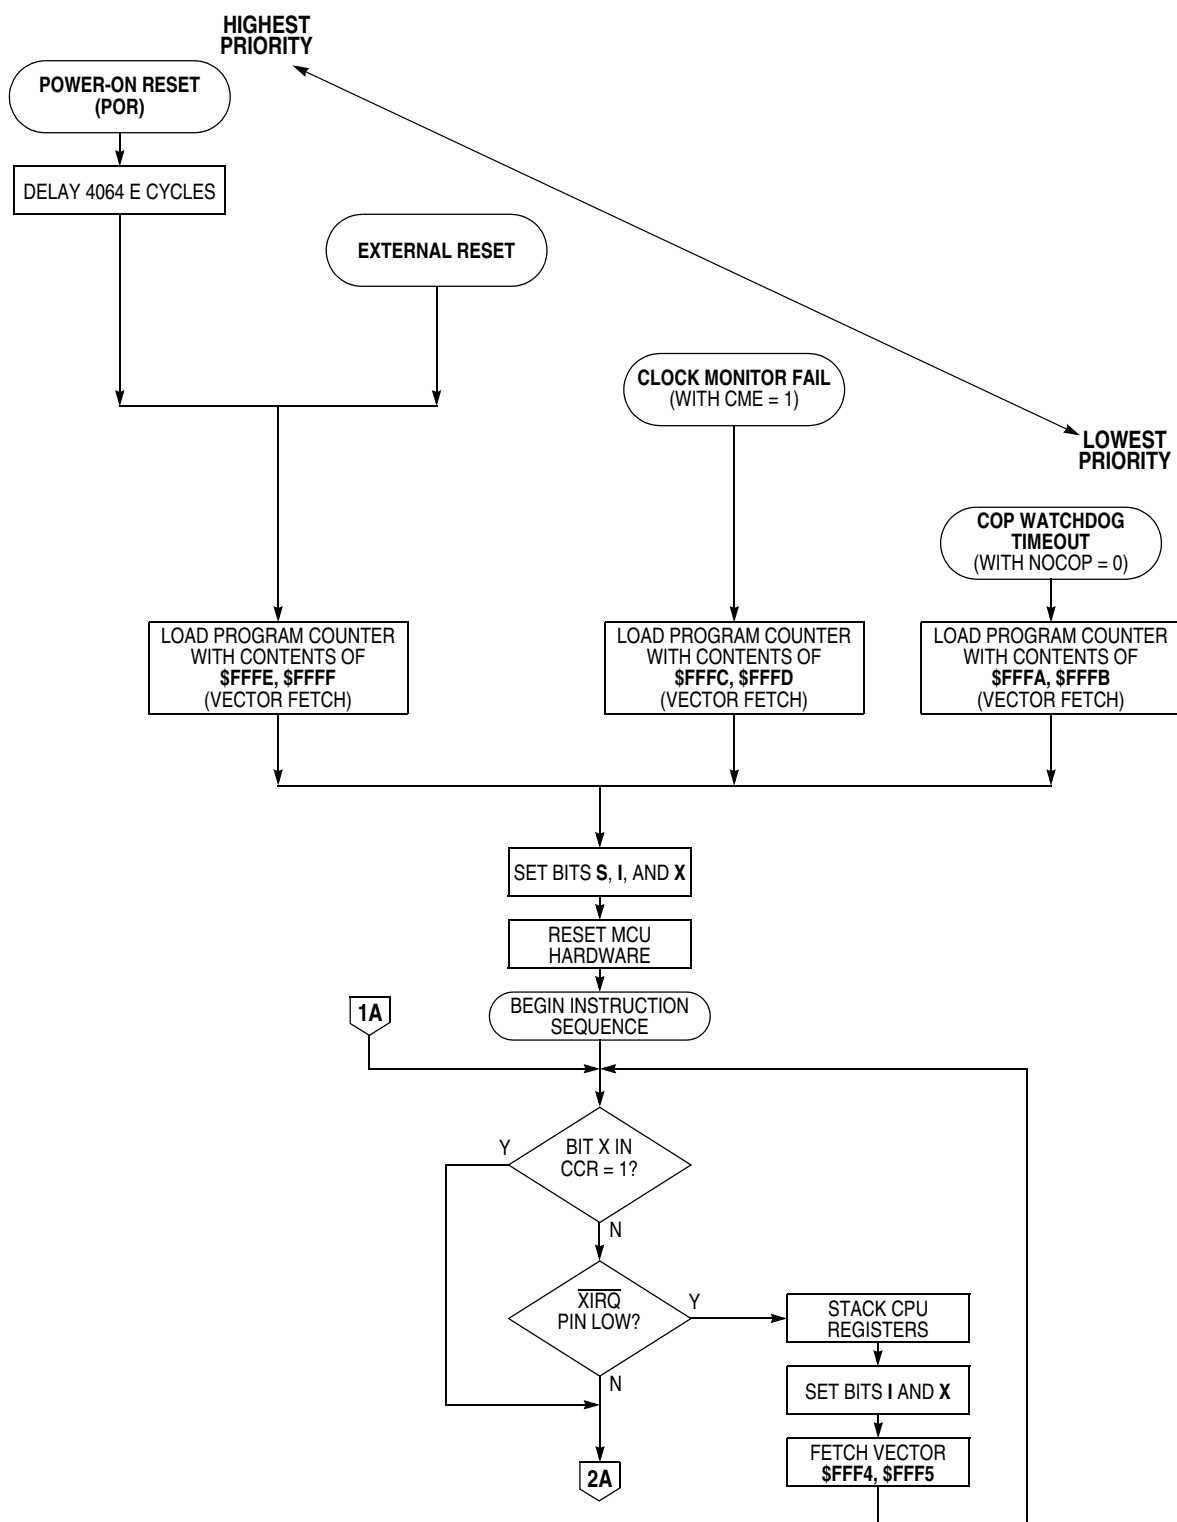 HIGHEST
PRIORITY
POWER-ON RESET
(POR)
DELAY 4064 E CYCLES
EXTERNAL RESET
CLOCK MONITOR FAIL
(WITH CME = 1)
LOWEST
PRIORITY
COP WATCHDOG
TIMEOUT
(WITH NOCOP = 0)
LOAD PROGRAM COUNTER
WITH CONTENTS OF
$FFFE, $FFFF
(VECTOR FETCH)
LOAD PROGRAM COUNTER
WITH CONTENTS OF
$FFFC, $FFFD
(VECTOR FETCH)
LOAD PROGRAM COUNTER
WITH CONTENTS OF
$FFFA, $FFFB
(VECTOR FETCH)
SET BITS S, I, AND X
RESET MCU
HARDWARE
BEGIN INSTRUCTION
SEQUENCE
1A
BIT X IN
CCR = 1?
Y
N
XIRQ
PIN LOW?
Y
N
STACK CPU
REGISTERS
SET BITS I AND X
FETCH VECTOR
$FFF4, $FFF5
2A